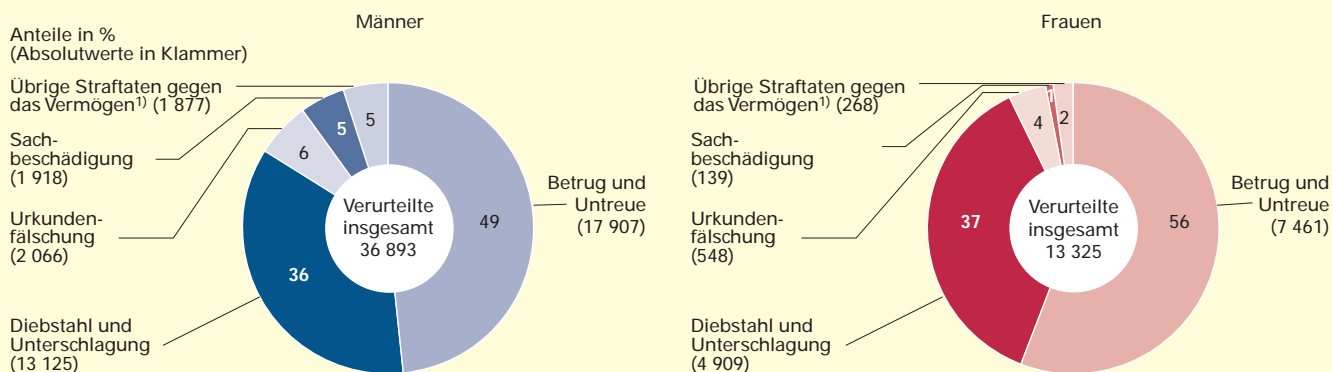 Männer
Anteile in %
(Absolutwerte in Klammer)
Übrige Straftaten gegen
das Vermögen1) (1 877)
Sach-
beschädigung
(1 918)
Urkunden-
fälschung
(2 066)
Diebstahl und
Unterschlagung
(13 125)
5
5
6
36
49
Verurteilte
insgesamt
36 893
Betrug und
Untreue
(17 907)
Frauen
Übrige Straftaten gegen
das Vermögen1) (268)
Sach-
beschädigung
(139)
Urkunden-
fälschung
(548)
Diebstahl und
Unterschlagung
(4 909)
4
1
2
37
56
Verurteilte
insgesamt
13 325
Betrug und
Untreue
(7 461)